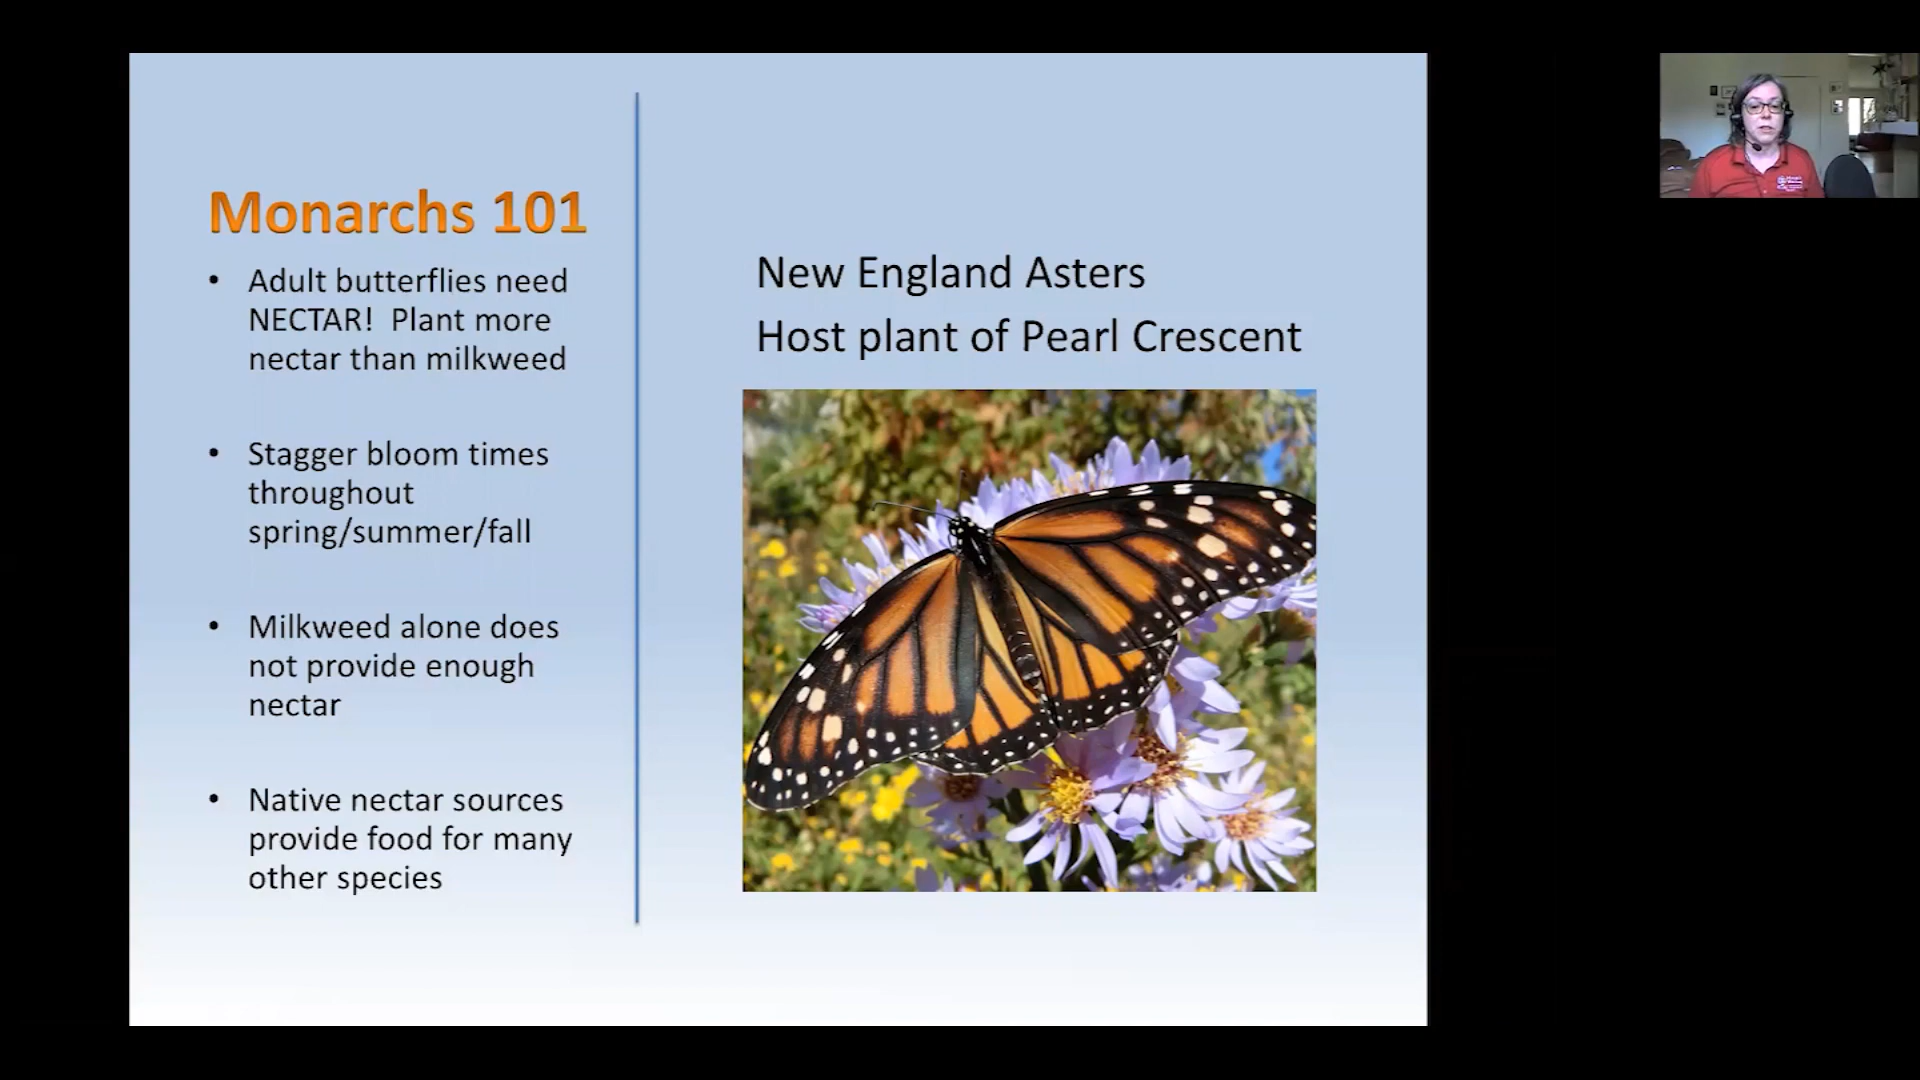 Monarchs 101
• Adult butterflies need
NECTAR! Plant more
nectar than milkweed
• Stagger bloom times
throughout
spring/summer/fall
• Milkweed alone does
not provide enough
nectar
• Native nectar sources
provide food for many
other species
New England Asters
Host plant of Pearl Crescent